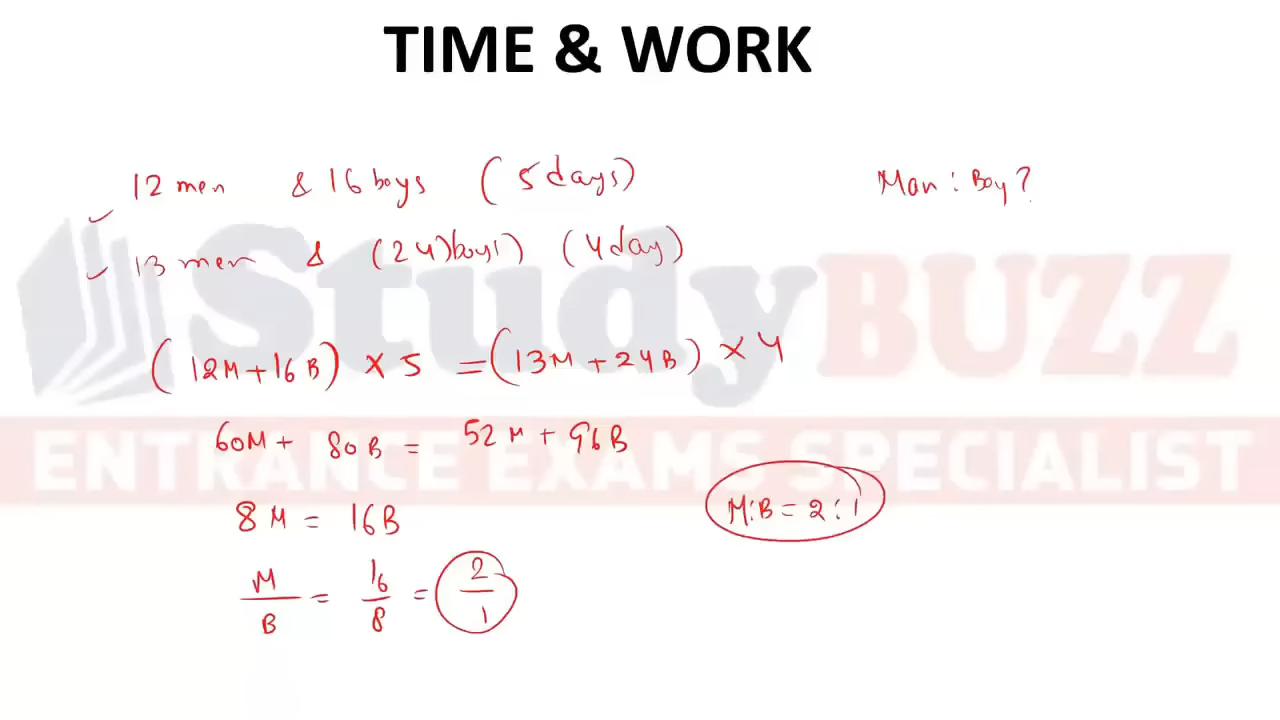 TIME & WORK
12 men & 16 boys (5 days)
Man : Boy ?
13 men & (24) boys) (4 day)
StudyBUZZ
(12M + 16B) × 5 = (13M + 24B) × 4
ENTRANCE EXAMS SPECIALIST
60M + 80B = 52M + 96B
8M = 16B
M:B = 2:1
M/B = 16/8 = 2/1